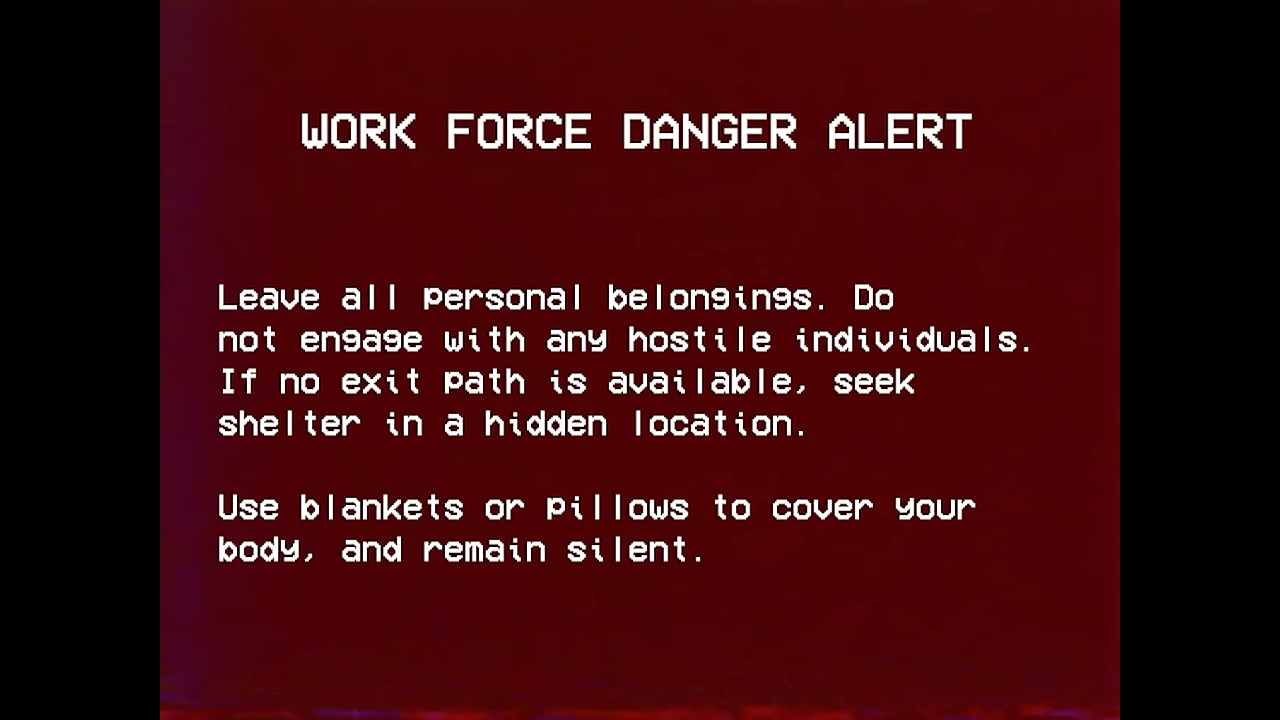 WORK FORCE DANGER ALERT
Leave all personal belongings. Do
not engage with any hostile individuals.
If no exit path is available, seek
shelter in a hidden location.
Use blankets or pillows to cover your
body, and remain silent.